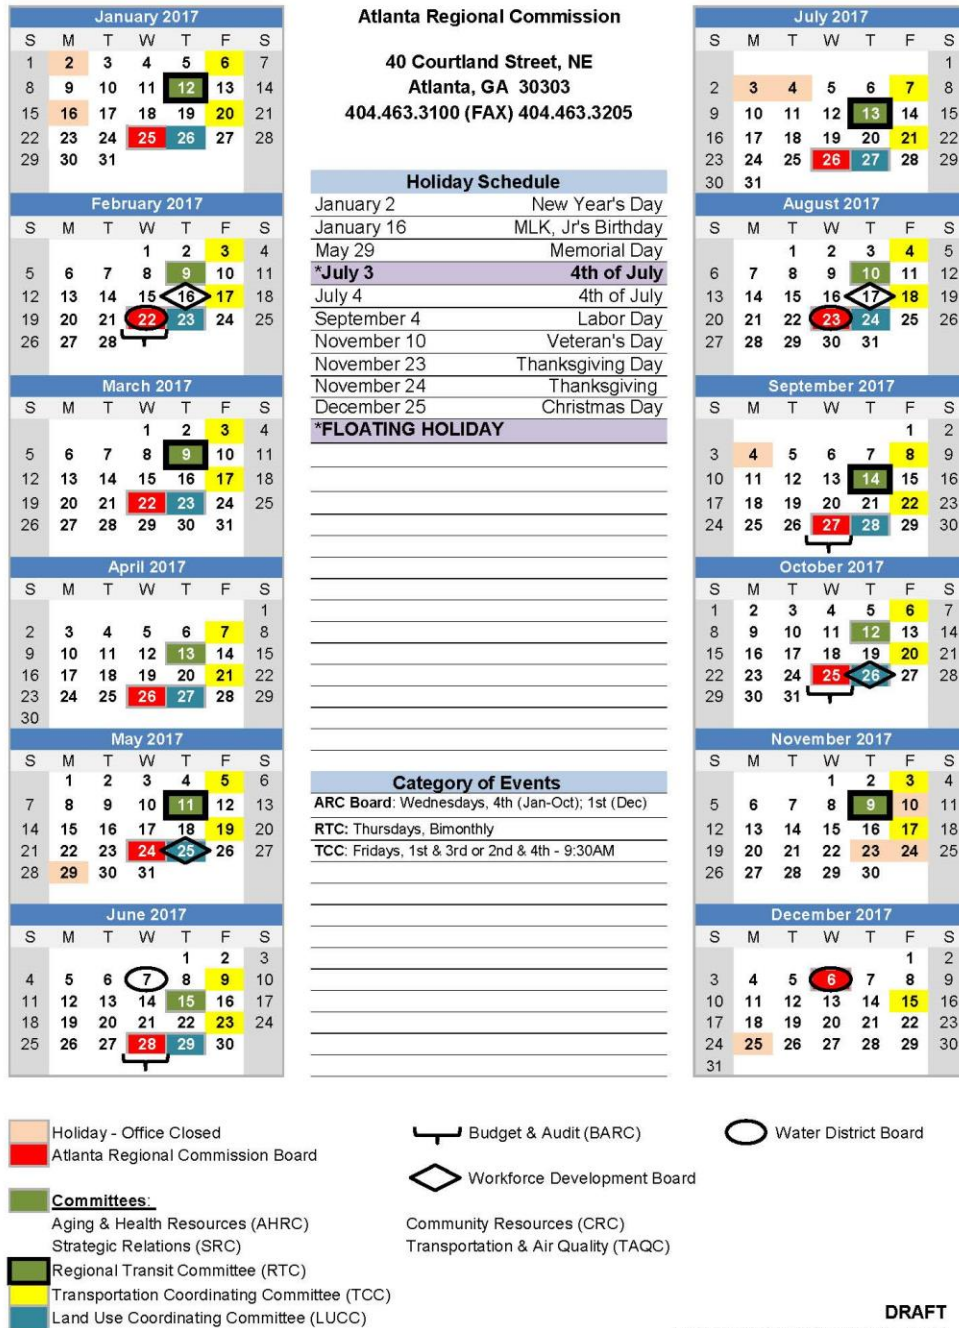 January 2017
S M T W T F S
1 2 3 4 5 6 7
8 9 10 11 12 13 14
15 16 17 18 19 20 21
22 23 24 25 26 27 28
29 30 31
February 2017
S M T W T F S
1 2 3 4
5 6 7 8 9 10 11
12 13 14 15 16 17 18
19 20 21 22 23 24 25
26 27 28
March 2017
S M T W T F S
1 2 3 4
5 6 7 8 9 10 11
12 13 14 15 16 17 18
19 20 21 22 23 24 25
26 27 28 29 30 31
April 2017
S M T W T F S
1
2 3 4 5 6 7 8
9 10 11 12 13 14 15
16 17 18 19 20 21 22
23 24 25 26 27 28 29
30
May 2017
S M T W T F S
1 2 3 4 5 6
7 8 9 10 11 12 13
14 15 16 17 18 19 20
21 22 23 24 25 26 27
28 29 30 31
June 2017
S M T W T F S
1 2 3
4 5 6 7 8 9 10
11 12 13 14 15 16 17
18 19 20 21 22 23 24
25 26 27 28 29 30
Atlanta Regional Commission
40 Courtland Street, NE
Atlanta, GA 30303
404.463.3100 (FAX) 404.463.3205
Holiday Schedule
January 2 New Year's Day
January 16 MLK, Jr's Birthday
May 29 Memorial Day
*July 3 4th of July
July 4 4th of July
September 4 Labor Day
November 10 Veteran's Day
November 23 Thanksgiving Day
November 24 Thanksgiving
December 25 Christmas Day
*FLOATING HOLIDAY
Category of Events
ARC Board: Wednesdays, 4th (Jan-Oct); 1st (Dec)
RTC: Thursdays, Bimonthly
TCC: Fridays, 1st & 3rd or 2nd & 4th - 9:30AM
July 2017
S M T W T F S
1
2 3 4 5 6 7 8
9 10 11 12 13 14 15
16 17 18 19 20 21 22
23 24 25 26 27 28 29
30 31
August 2017
S M T W T F S
1 2 3 4 5
6 7 8 9 10 11 12
13 14 15 16 17 18 19
20 21 22 23 24 25 26
27 28 29 30 31
September 2017
S M T W T F S
1 2
3 4 5 6 7 8 9
10 11 12 13 14 15 16
17 18 19 20 21 22 23
24 25 26 27 28 29 30
October 2017
S M T W T F S
1 2 3 4 5 6 7
8 9 10 11 12 13 14
15 16 17 18 19 20 21
22 23 24 25 26 27 28
29 30 31
November 2017
S M T W T F S
1 2 3 4
5 6 7 8 9 10 11
12 13 14 15 16 17 18
19 20 21 22 23 24 25
26 27 28 29 30
December 2017
S M T W T F S
1 2
3 4 5 6 7 8 9
10 11 12 13 14 15 16
17 18 19 20 21 22 23
24 25 26 27 28 29 30
31
Holiday - Office Closed
Atlanta Regional Commission Board
Budget & Audit (BARC)
Water District Board
Workforce Development Board
Committees:
Aging & Health Resources (AHRC)
Community Resources (CRC)
Strategic Relations (SRC)
Transportation & Air Quality (TAQC)
Regional Transit Committee (RTC)
Transportation Coordinating Committee (TCC)
Land Use Coordinating Committee (LUCC)
DRAFT